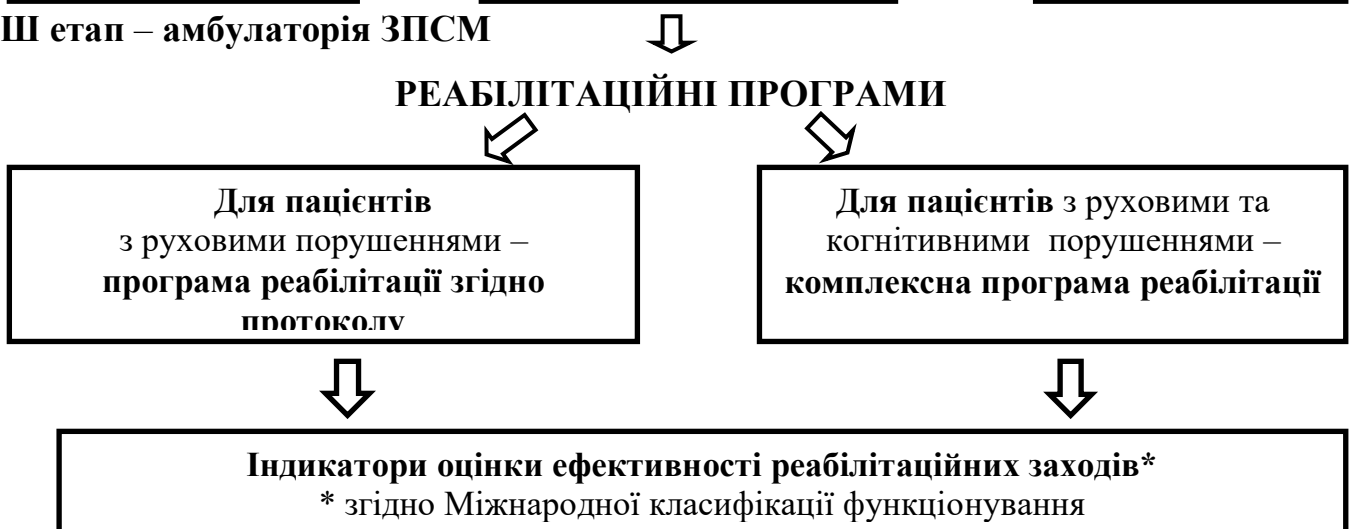 ІІІ етап – амбулаторія ЗПСМ
РЕАБІЛІТАЦІЙНІ ПРОГРАМИ
Для пацієнтів
з руховими порушеннями –
програма реабілітації згідно
протоколу
Для пацієнтів з руховими та
когнітивними порушеннями –
комплексна програма реабілітації
Індикатори оцінки ефективності реабілітаційних заходів*
* згідно Міжнародної класифікації функціонування